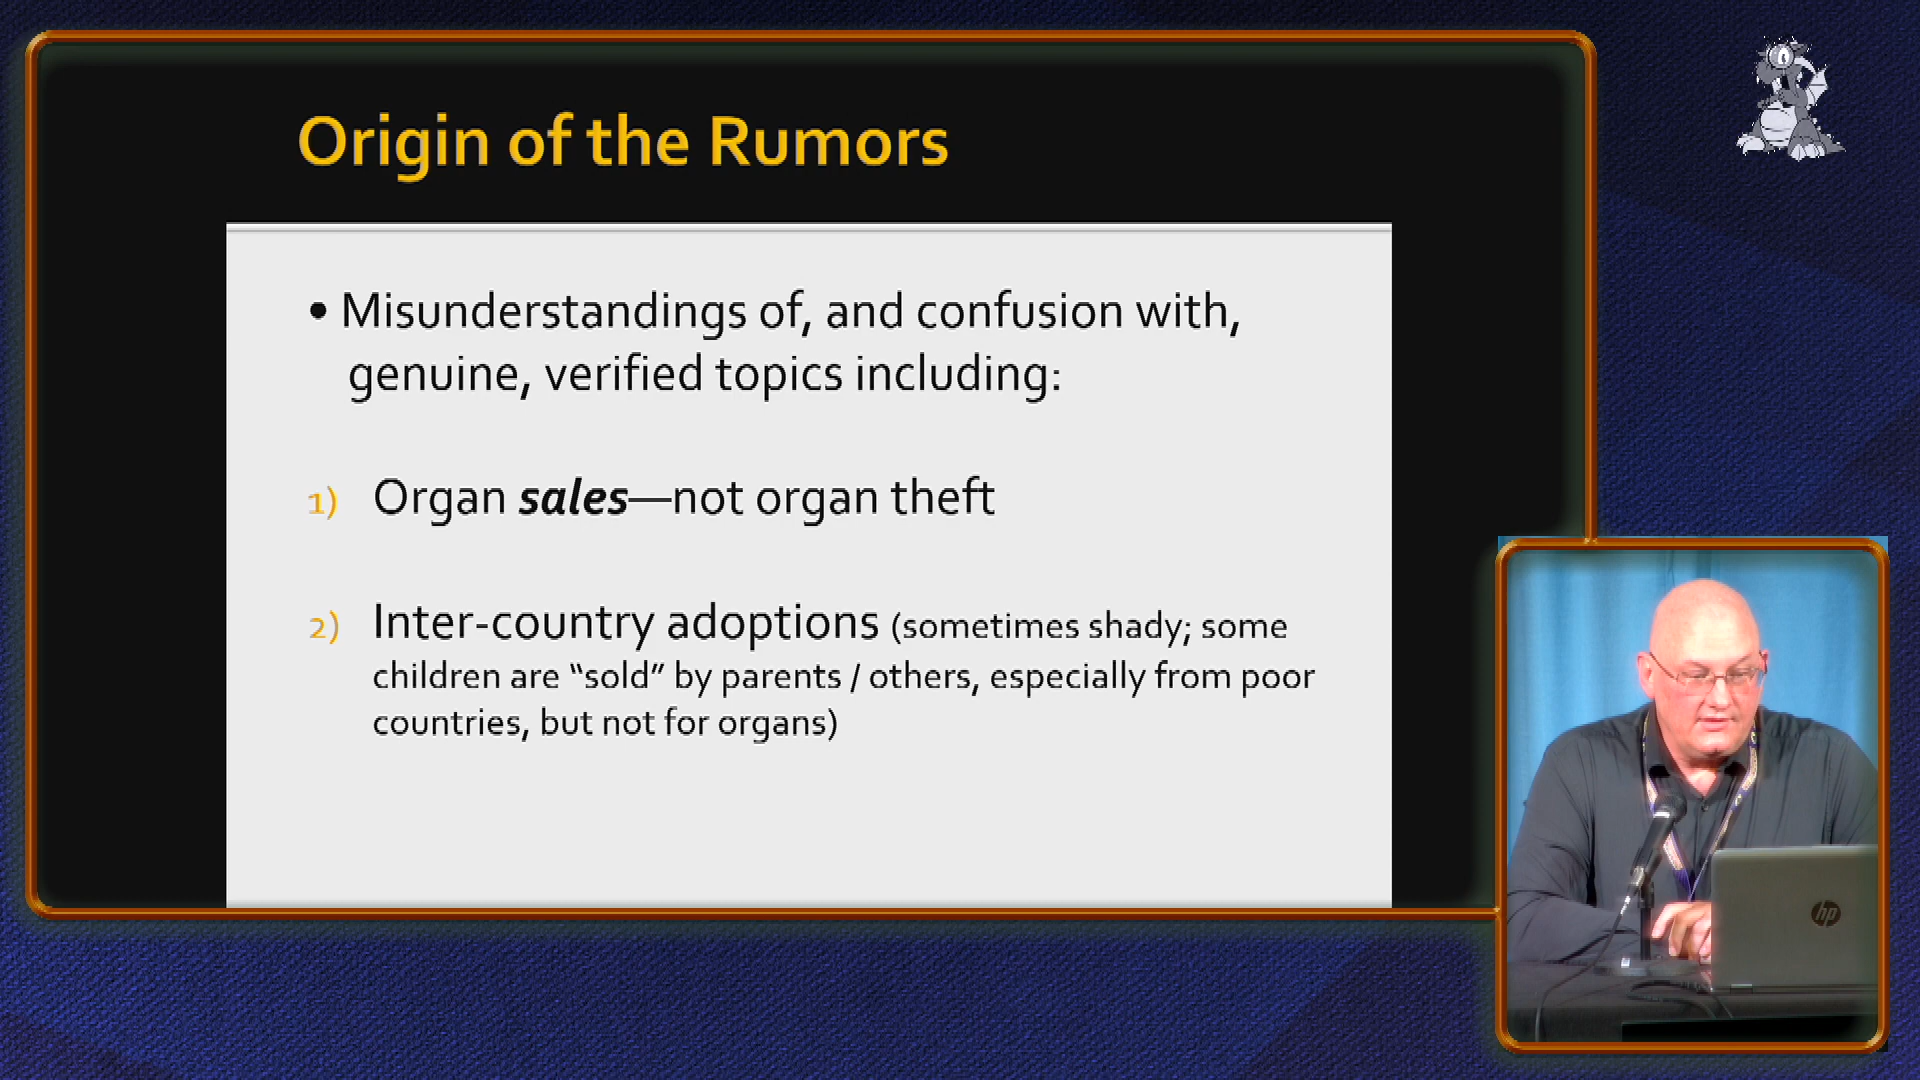 Origin of the Rumors
• Misunderstandings of, and confusion with,
genuine, verified topics including:
1) Organ sales—not organ theft
2) Inter-country adoptions (sometimes shady; some
children are “sold” by parents / others, especially from poor
countries, but not for organs)
hp